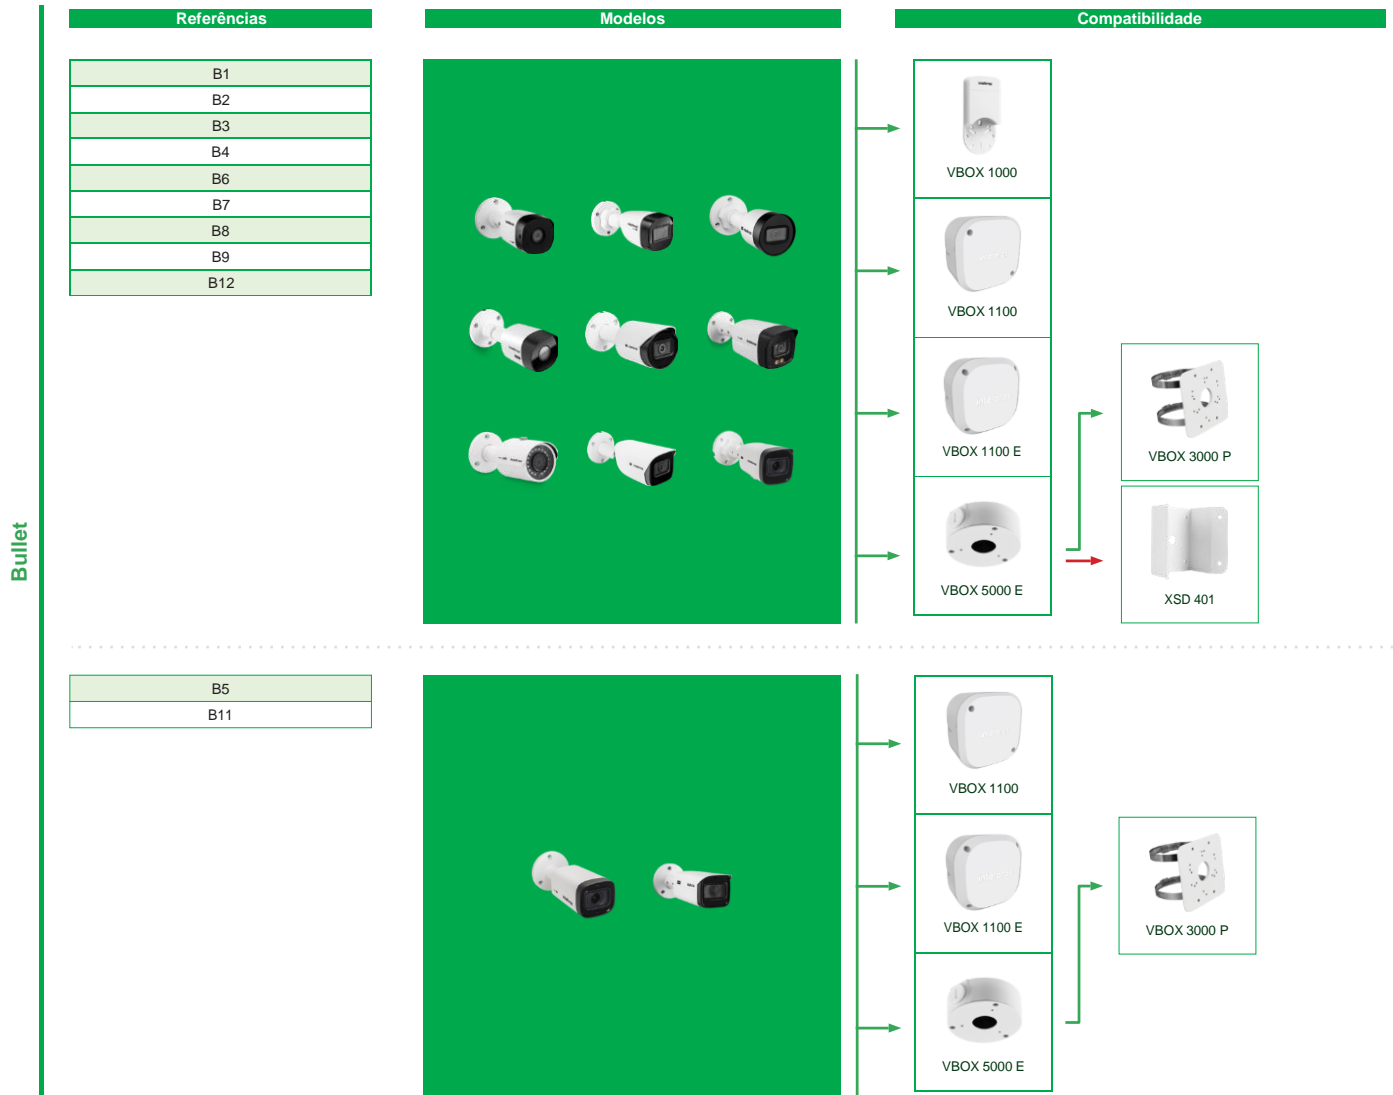 Referências
Modelos
Compatibilidade
Bullet
B1
B2
B3
B4
B6
B7
B8
B9
B12
VBOX 1000
VBOX 1100
VBOX 1100 E
VBOX 5000 E
VBOX 3000 P
XSD 401
B5
B11
VBOX 1100
VBOX 1100 E
VBOX 5000 E
VBOX 3000 P